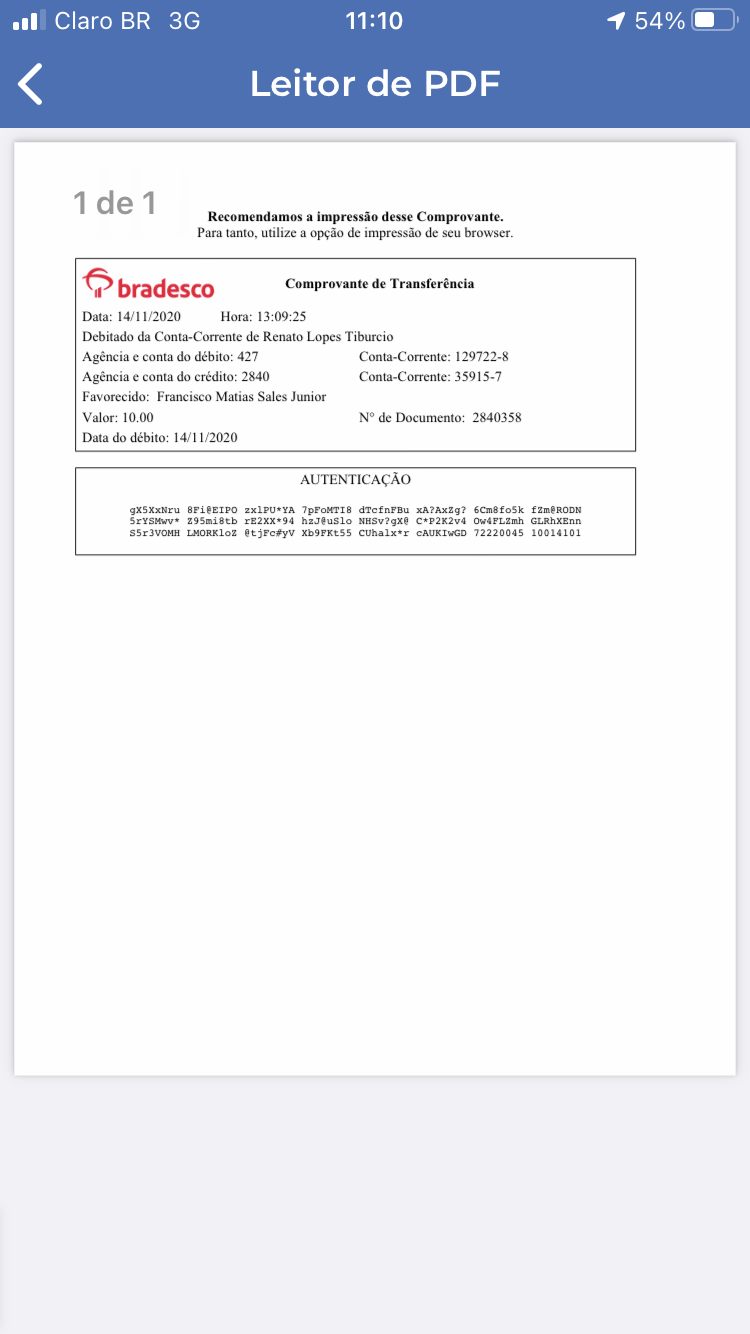 Claro BR 3G 11:10 54%
Leitor de PDF
1 de 1
Recomendamos a impressão desse Comprovante.
Para tanto, utilize a opção de impressão de seu browser.
bradesco Comprovante de Transferência
Data: 14/11/2020 Hora: 13:09:25
Debitado da Conta-Corrente de Renato Lopes Tiburcio
Agência e conta do débito: 427 Conta-Corrente: 129722-8
Agência e conta do crédito: 2840 Conta-Corrente: 35915-7
Favorecido: Francisco Matias Sales Junior
Valor: 10.00 N° de Documento: 2840358
Data do débito: 14/11/2020
AUTENTICAÇÃO
gX5XxNru 8Fi@EIPO zxlPU*YA 7pFoMTI8 dTcfnFBu xA?AxZg? 6Cm8fo5k fZm@RODN
5rYSMwv* Z95mi8tb rE2XX*94 hzJ@uSlo NHSv?gX@ C*P2K2v4 Ow4FLZmh GLRhXEnn
S5r3VOMH LMORKloZ @tjFc#yV Xb9FKt55 CUhalx*r cAUKIwGD 72220045 10014101